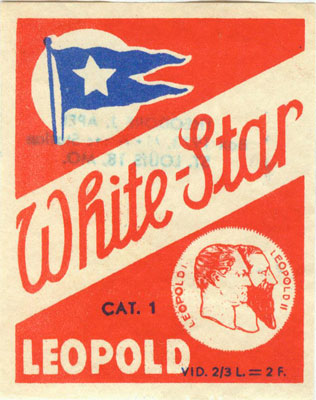 White-Star
LEOPOLD I
LEOPOLD II
CAT. 1
LEOPOLD
VID. 2/3 L. = 2 F.